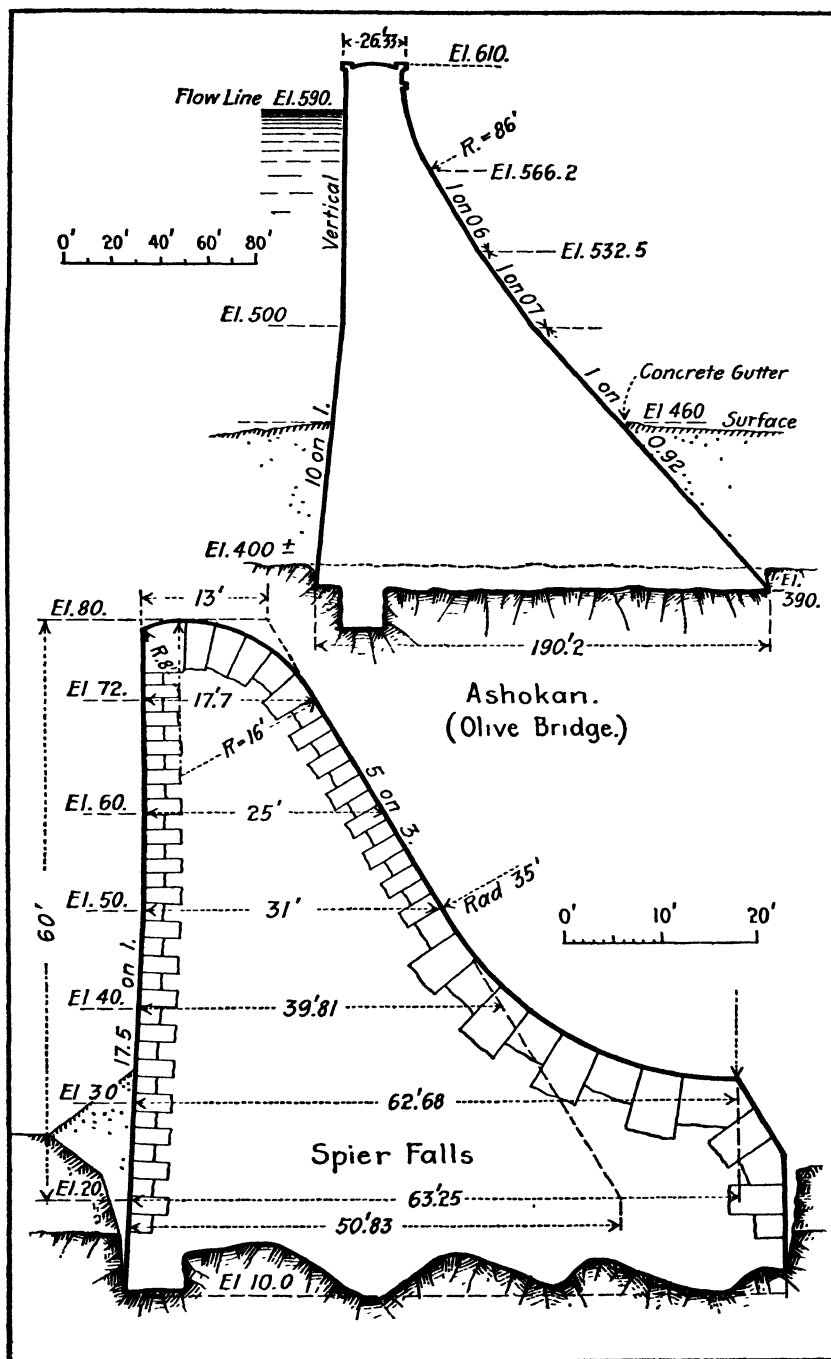 26.'33
El. 610.
Flow Line El. 590.
R. = 86'
El. 566.2
Vertical
1 on 06
0' 20' 40' 60' 80'
El. 532.5
1 on 07
El. 500
1 on 0.92
Concrete Gutter
El 460 Surface
10 on 1.
El. 400 ±
El. 390.
13'
El. 80.
190.'2
R. 8'
Ashokan.
(Olive Bridge.)
El 72.
17.'7
R = 16'
5 on 3.
El. 60.
25'
Rad 35'
El. 50.
31'
0' 10' 20'
60'
17.5 on 1.
El 40.
39.'81
El 30
62.'68
Spier Falls
El. 20
63.'25
50.'83
El 10.0